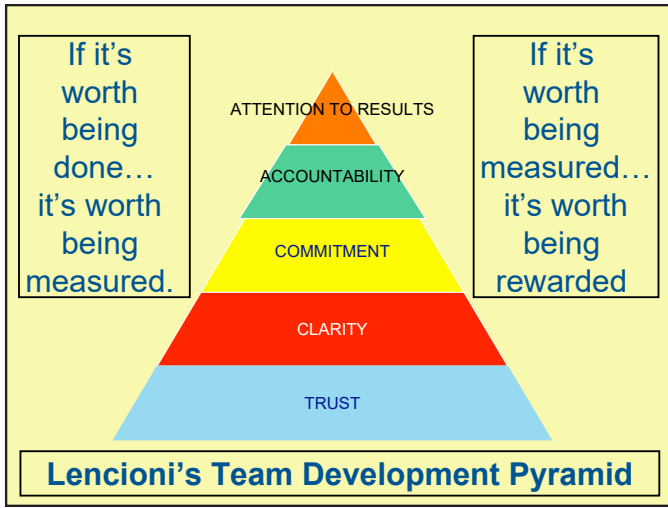 If it's
worth
being
done…
it's worth
being
measured.
If it's
worth
being
measured…
it's worth
being
rewarded
ATTENTION TO RESULTS
ACCOUNTABILITY
COMMITMENT
CLARITY
TRUST
Lencioni's Team Development Pyramid